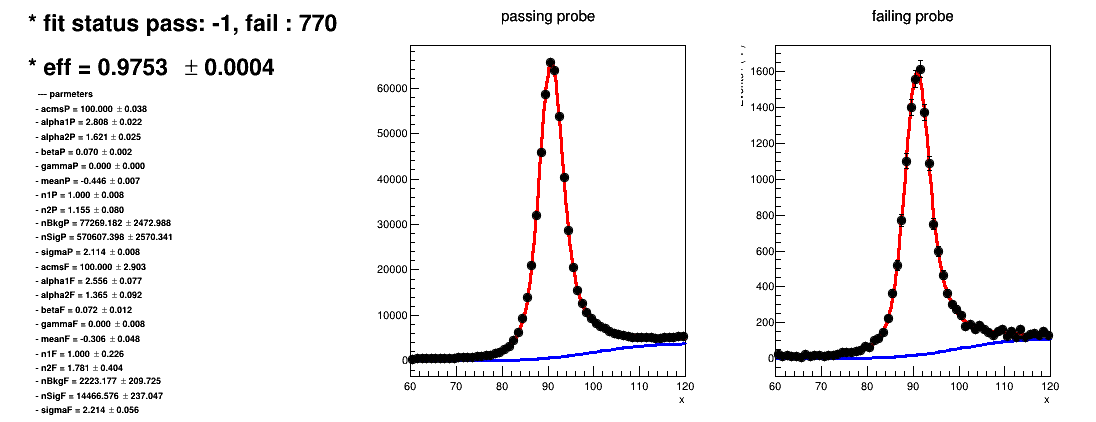 * fit status pass: -1, fail : 770
* eff = 0.9753 ± 0.0004
--- parmeters
- acmsP = 100.000 ± 0.038
- alpha1P = 2.808 ± 0.022
- alpha2P = 1.621 ± 0.025
- betaP = 0.070 ± 0.002
- gammaP = 0.000 ± 0.000
- meanP = -0.446 ± 0.007
- n1P = 1.000 ± 0.008
- n2P = 1.155 ± 0.080
- nBkgP = 77269.182 ± 2472.988
- nSigP = 570607.398 ± 2570.341
- sigmaP = 2.114 ± 0.008
- acmsF = 100.000 ± 2.903
- alpha1F = 2.556 ± 0.077
- alpha2F = 1.365 ± 0.092
- betaF = 0.072 ± 0.012
- gammaF = 0.000 ± 0.008
- meanF = -0.306 ± 0.048
- n1F = 1.000 ± 0.226
- n2F = 1.781 ± 0.404
- nBkgF = 2223.177 ± 209.725
- nSigF = 14466.576 ± 237.047
- sigmaF = 2.214 ± 0.056
passing probe
60000
50000
40000
30000
20000
10000
0
60 70 80 90 100 110 120
x
failing probe
1600
1400
1200
1000
800
600
400
200
0
60 70 80 90 100 110 120
x